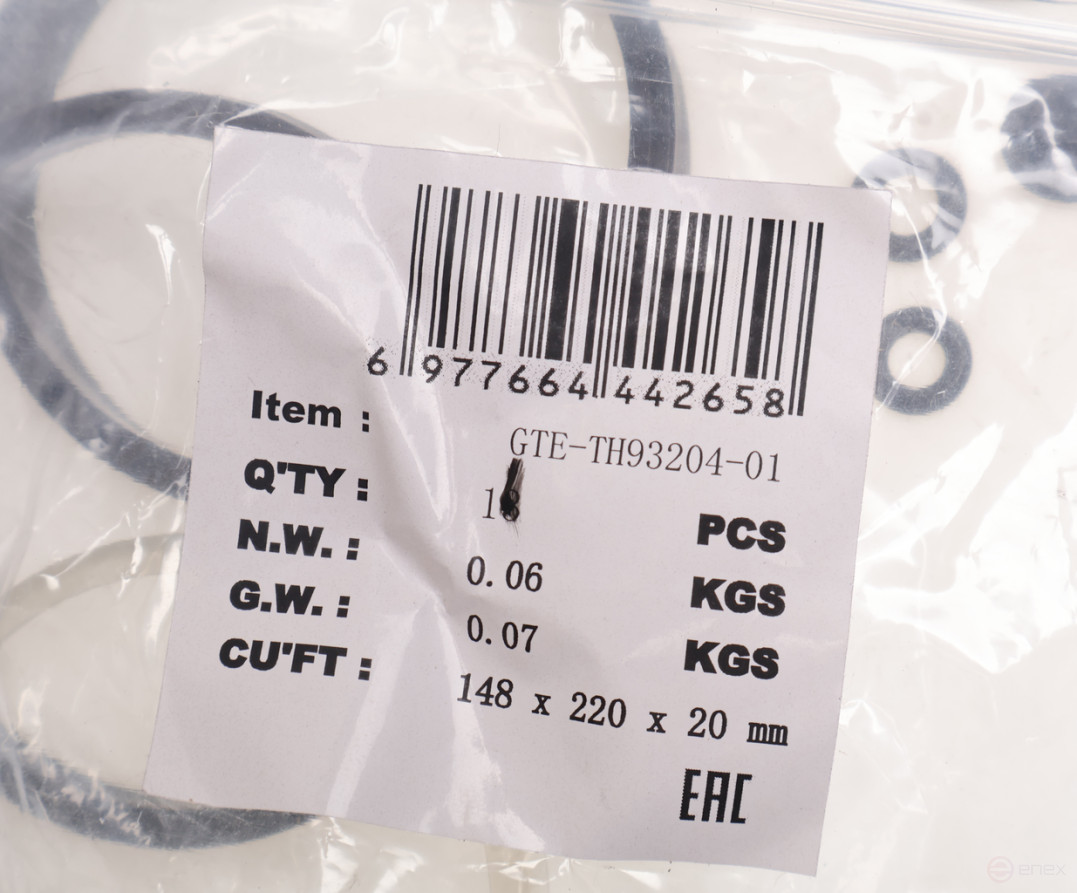 6 977664 442658
Item : GTE-TH93204-01
Q'TY : 1 PCS
N.W. : 0.06 KGS
G.W. : 0.07 KGS
CU'FT : 148 x 220 x 20 mm
EAC
enex